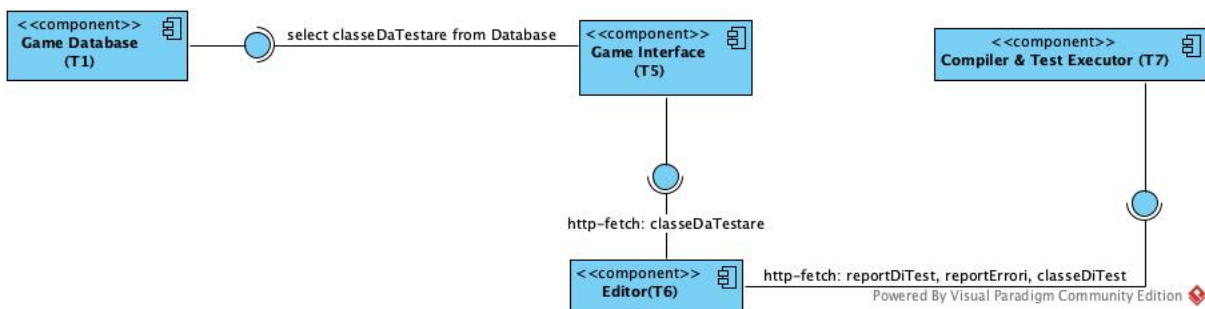 <<component>>
Game Database
(T1)
select classeDaTestare from Database
<<component>>
Game Interface
(T5)
<<component>>
Compiler & Test Executor (T7)
http-fetch: classeDaTestare
<<component>>
Editor(T6)
http-fetch: reportDiTest, reportErrori, classeDiTest
Powered By Visual Paradigm Community Edition